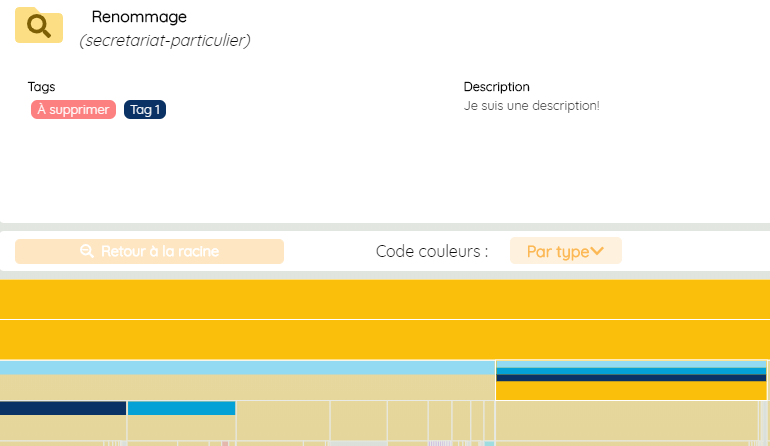 Renommage
(secretariat-particulier)
Tags
À supprimer Tag 1
Description
Je suis une description!
Retour à la racine
Code couleurs :
Par type